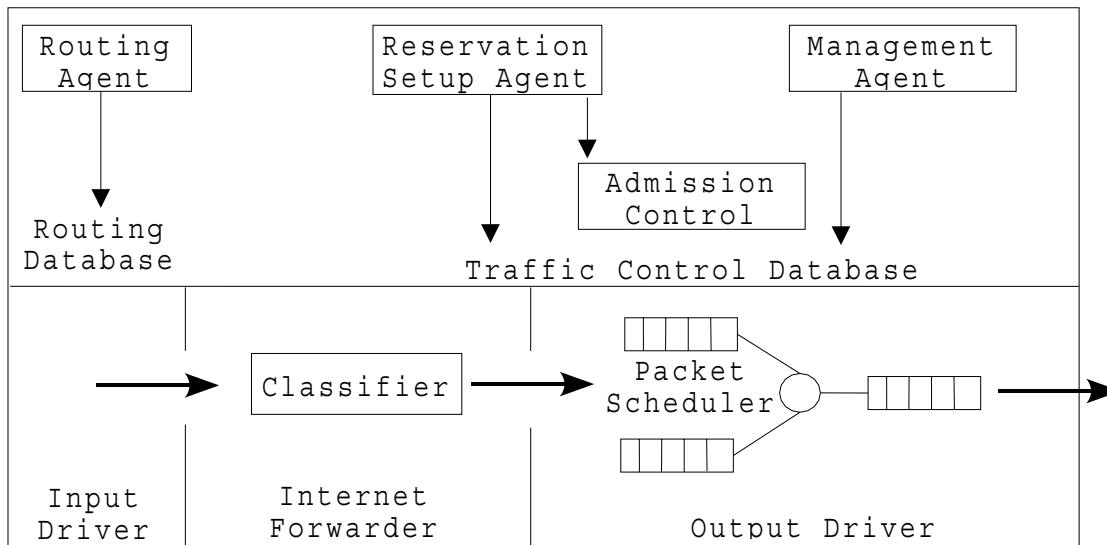 Routing
Agent
Reservation
Setup Agent
Management
Agent
Admission
Control
Routing
Database
Traffic Control Database
Classifier
Packet
Scheduler
Input
Driver
Internet
Forwarder
Output Driver